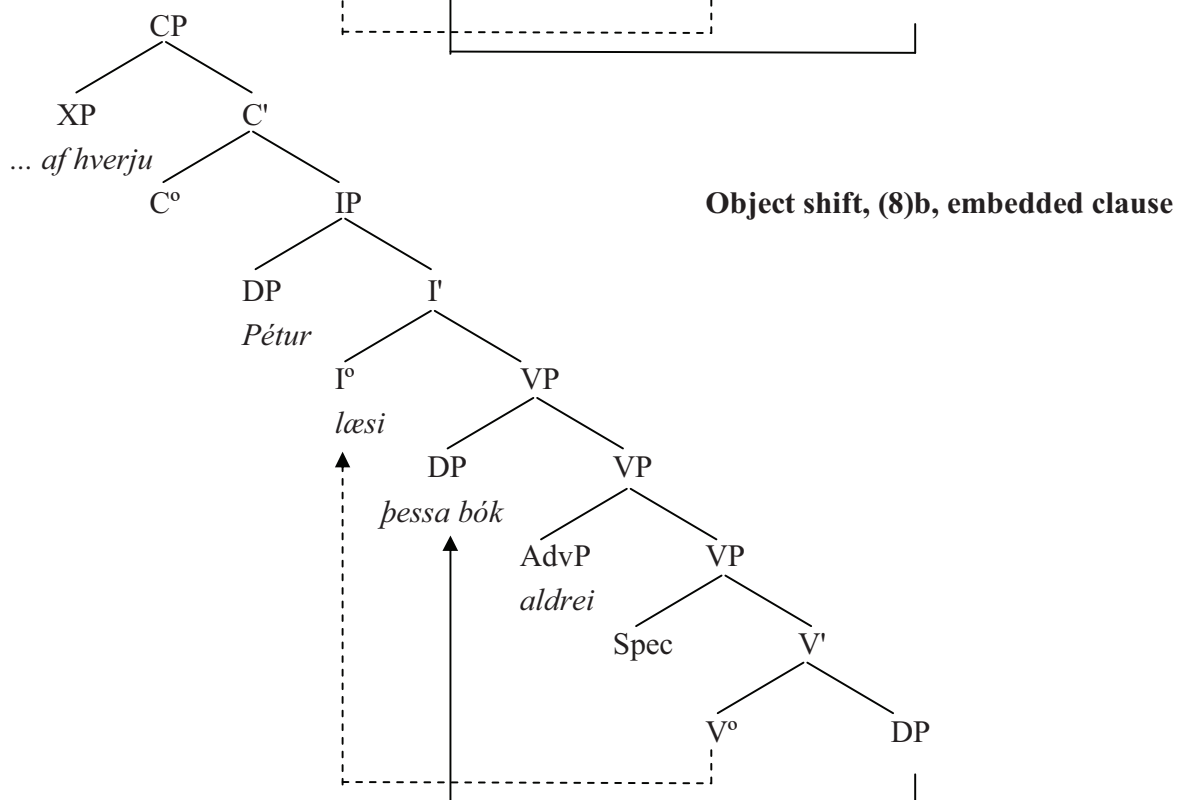 CP
XP C'
... af hverju
Cº IP Object shift, (8)b, embedded clause
DP I'
Pétur
Iº VP
læsi
DP VP
þessa bók
AdvP VP
aldrei
Spec V'
Vº DP